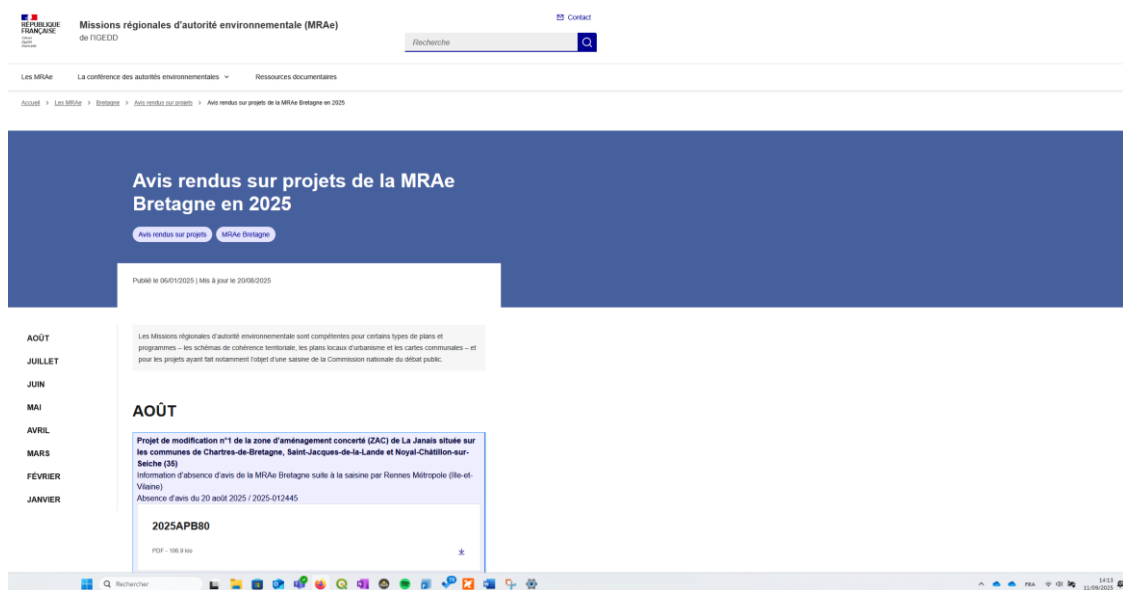 RÉPUBLIQUE
FRANÇAISE
Missions régionales d'autorité environnementale (MRAe)
de l'IGEDD
Contact
Recherche
Les MRAe
La conférence des autorités environnementales
Ressources documentaires
Accueil > Les MRAe > Bretagne > Avis rendus sur projets > Avis rendus sur projets de la MRAe Bretagne en 2025
Avis rendus sur projets de la MRAe
Bretagne en 2025
Avis rendus sur projets
MRAe Bretagne
Publié le 06/01/2025 | Mis à jour le 20/08/2025
AOÛT
JUILLET
JUIN
MAI
AVRIL
MARS
FÉVRIER
JANVIER
Les Missions régionales d'autorité environnementale sont compétentes pour certains types de plans et
programmes – les schémas de cohérence territoriale, les plans locaux d'urbanisme et les cartes communales – et
pour les projets ayant fait notamment l'objet d'une saisine de la Commission nationale du débat public.
AOÛT
Projet de modification n°1 de la zone d'aménagement concerté (ZAC) de La Janais située sur
les communes de Chartres-de-Bretagne, Saint-Jacques-de-la-Lande et Noyal-Châtillon-sur-
Seiche (35)
Information d'absence d'avis de la MRAe Bretagne suite à la saisine par Rennes Métropole (Ille-et-
Vilaine)
Absence d'avis du 20 août 2025 / 2025-012445
2025APB80
PDF - 
Rechercher
FRA
14:13
11/09/2025